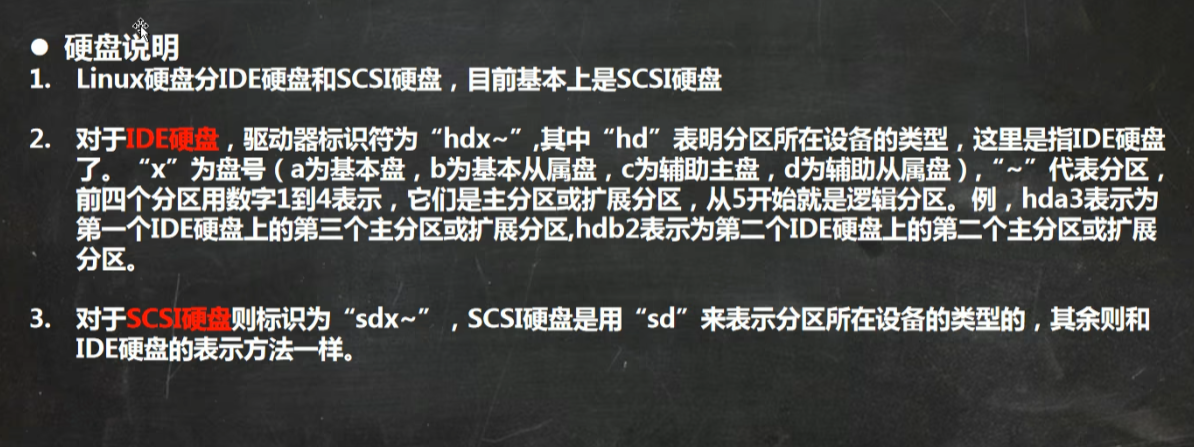 ● 硬盘说明
1. Linux硬盘分IDE硬盘和SCSI硬盘，目前基本上是SCSI硬盘
2. 对于IDE硬盘，驱动器标识符为“hdx~”,其中“hd”表明分区所在设备的类型，这里是指IDE硬盘
了。“x”为盘号（a为基本盘，b为基本从属盘，c为辅助主盘，d为辅助从属盘）,“~”代表分区，
前四个分区用数字1到4表示，它们是主分区或扩展分区，从5开始就是逻辑分区。例，hda3表示为
第一个IDE硬盘上的第三个主分区或扩展分区,hdb2表示为第二个IDE硬盘上的第二个主分区或扩展
分区。
3. 对于SCSI硬盘则标识为“sdx~”，SCSI硬盘是用“sd”来表示分区所在设备的类型的，其余则和
IDE硬盘的表示方法一样。